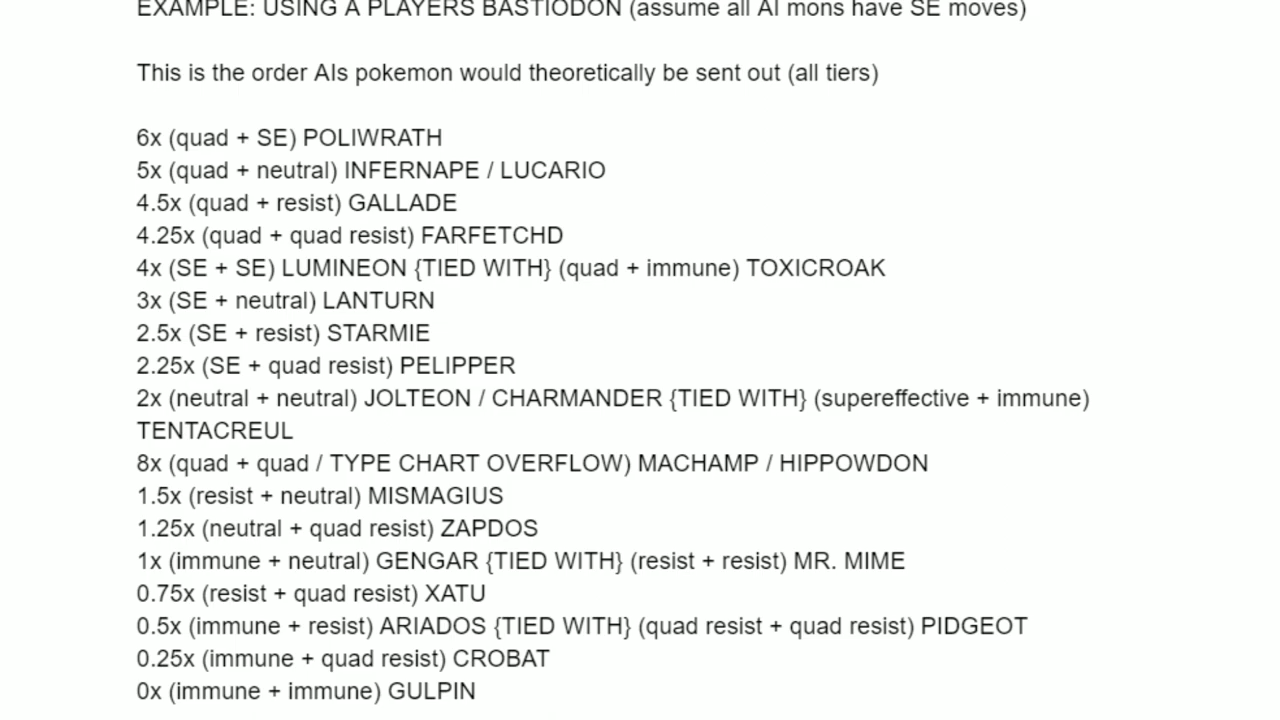 EXAMPLE: USING A PLAYERS BASTIODON (assume all AI mons have SE moves)
This is the order AIs pokemon would theoretically be sent out (all tiers)
6x (quad + SE) POLIWRATH
5x (quad + neutral) INFERNAPE / LUCARIO
4.5x (quad + resist) GALLADE
4.25x (quad + quad resist) FARFETCHD
4x (SE + SE) LUMINEON {TIED WITH} (quad + immune) TOXICROAK
3x (SE + neutral) LANTURN
2.5x (SE + resist) STARMIE
2.25x (SE + quad resist) PELIPPER
2x (neutral + neutral) JOLTEON / CHARMANDER {TIED WITH} (supereffective + immune)
TENTACREUL
8x (quad + quad / TYPE CHART OVERFLOW) MACHAMP / HIPPOWDON
1.5x (resist + neutral) MISMAGIUS
1.25x (neutral + quad resist) ZAPDOS
1x (immune + neutral) GENGAR {TIED WITH} (resist + resist) MR. MIME
0.75x (resist + quad resist) XATU
0.5x (immune + resist) ARIADOS {TIED WITH} (quad resist + quad resist) PIDGEOT
0.25x (immune + quad resist) CROBAT
0x (immune + immune) GULPIN